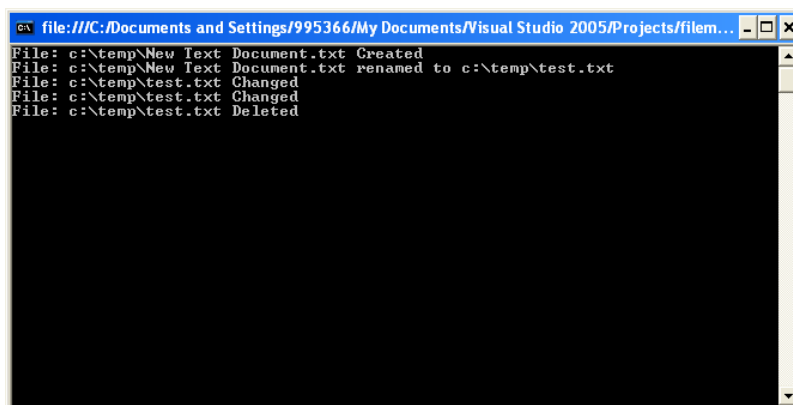 file:///C:/Documents and Settings/995366/My Documents/Visual Studio 2005/Projects/filem...
File: c:\temp\New Text Document.txt Created
File: c:\temp\New Text Document.txt renamed to c:\temp\test.txt
File: c:\temp\test.txt Changed
File: c:\temp\test.txt Changed
File: c:\temp\test.txt Deleted